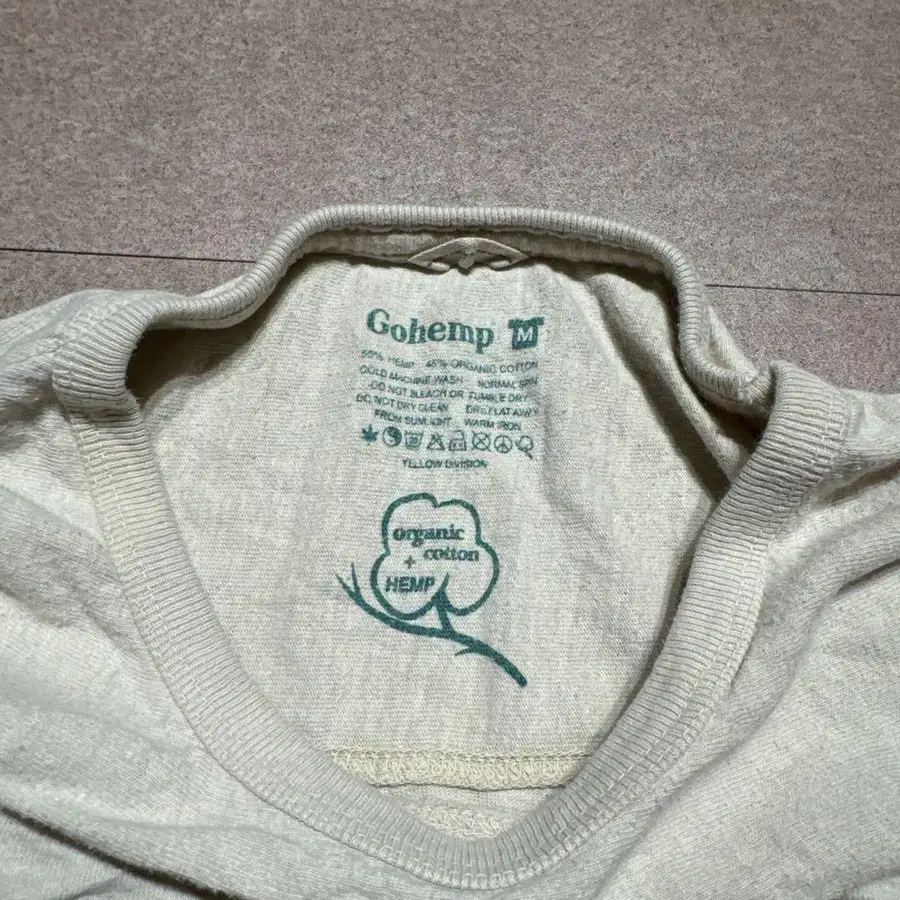 Gohemp M
55% HEMP 45% ORGANIC COTTON
COLD MACHINE WASH NORMAL SPIN
DO NOT BLEACH OR TUMBLE DRY
DO NOT DRY CLEAN DRY FLAT AWAY
FROM SUNLIGHT WARM IRON
YELLOW DIVISION
organic
cotton
+
HEMP